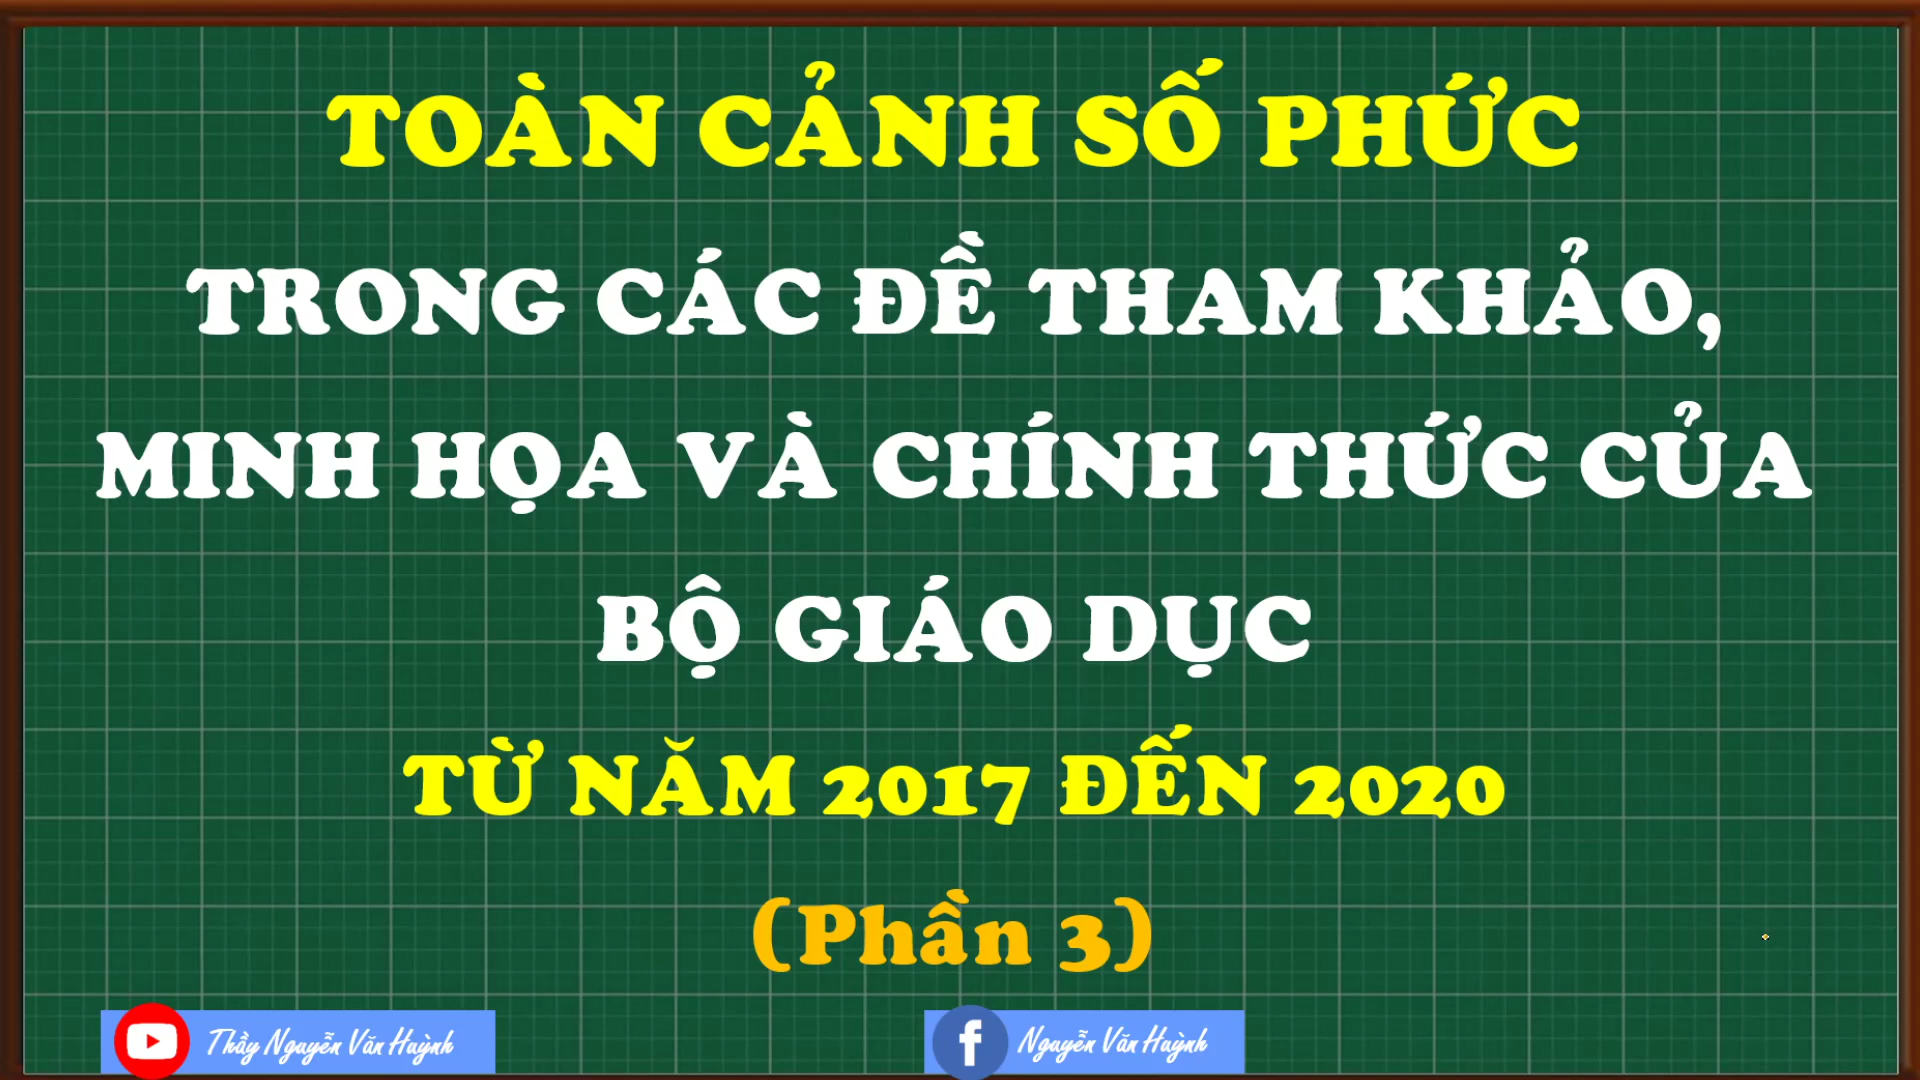 TOÀN CẢNH SỐ PHỨC
TRONG CÁC ĐỀ THAM KHẢO,
MINH HỌA VÀ CHÍNH THỨC CỦA
BỘ GIÁO DỤC
TỪ NĂM 2017 ĐẾN 2020
(Phần 3)
Thầy Nguyễn Văn Huỳnh
Nguyễn Văn Huỳnh